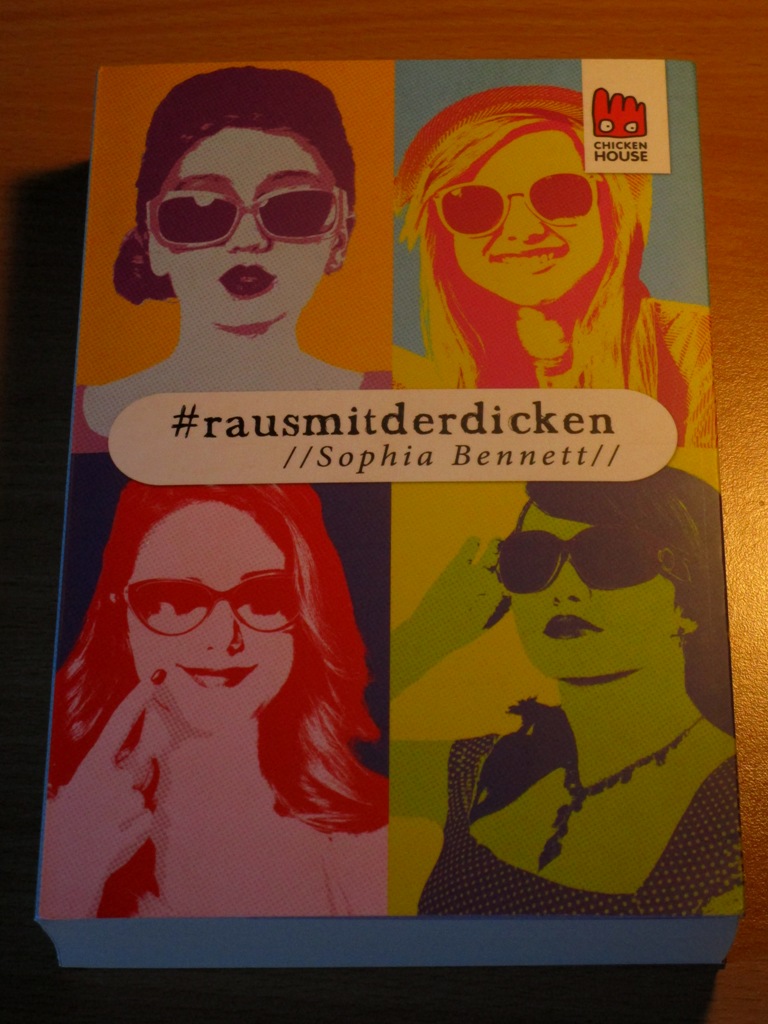 CHICKEN
HOUSE
#rausmitderdicken
//Sophia Bennett//